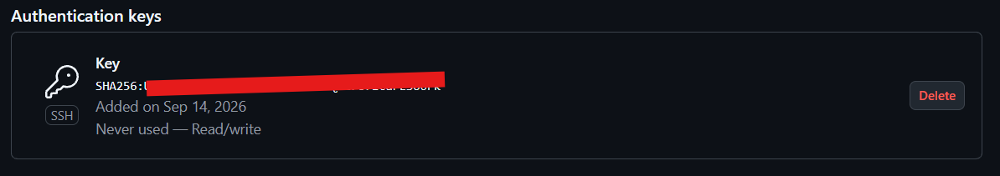 Authentication keys
Key
SHA256:
Added on Sep 14, 2026
SSH
Never used — Read/write
Delete